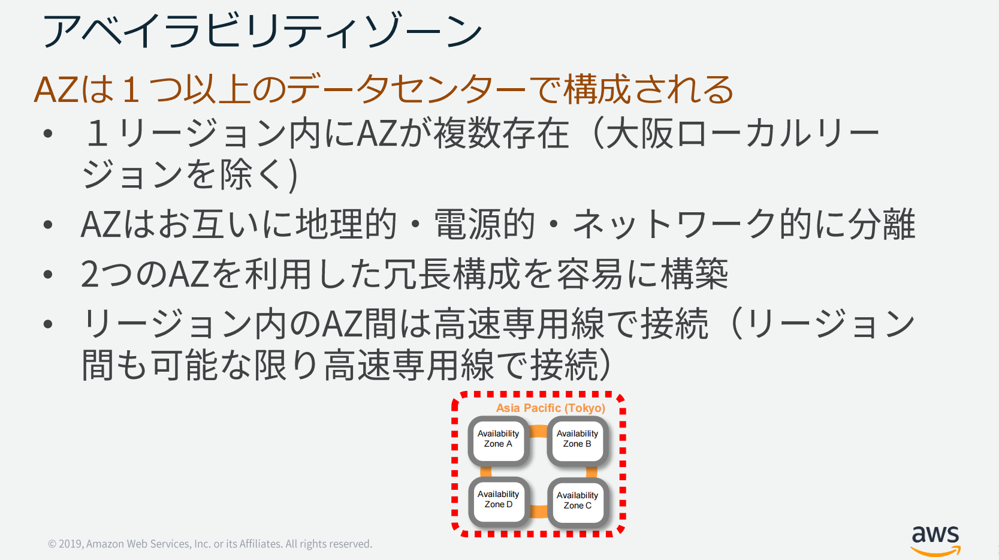 アベイラビリティゾーン
AZは１つ以上のデータセンターで構成される
• １リージョン内にAZが複数存在（大阪ローカルリー
ジョンを除く)
• AZはお互いに地理的・電源的・ネットワーク的に分離
• 2つのAZを利用した冗長構成を容易に構築
• リージョン内のAZ間は高速専用線で接続（リージョン
間も可能な限り高速専用線で接続）
Asia Pacific (Tokyo)
Availability
Zone A
Availability
Zone B
Availability
Zone D
Availability
Zone C
© 2019, Amazon Web Services, Inc. or its Affiliates. All rights reserved.
aws